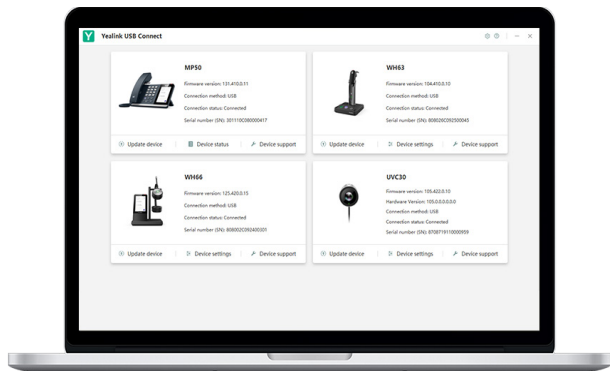 Y Yealink USB Connect
MP50
Firmware version: 131.410.0.11
Connection method: USB
Connection status: Connected
Serial number (SN): 301110C080000417
Update device
Device status
Device support
WH63
Firmware version: 104.410.0.10
Connection method: USB
Connection status: Connected
Serial number (SN): 808026C092500045
Update device
Device settings
Device support
WH66
Firmware version: 125.420.0.15
Connection method: USB
Connection status: Connected
Serial number (SN): 808002C092400301
Update device
Device settings
Device support
UVC30
Firmware version: 105.422.0.10
Hardware Version: 105.0.0.0.0.0.0
Connection method: USB
Connection status: Connected
Serial number (SN): 8708719110000959
Update device
Device settings
Device support